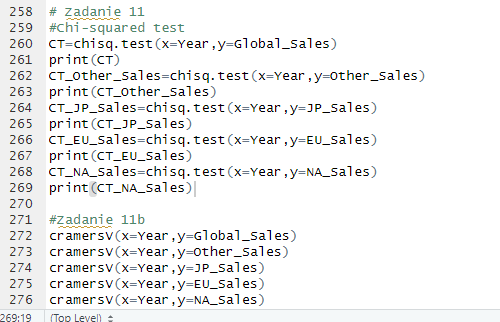 258 # Zadanie 11
259 #Chi-squared test
260 CT=chisq.test(x=Year,y=Global_Sales)
261 print(CT)
262 CT_Other_Sales=chisq.test(x=Year,y=Other_Sales)
263 print(CT_Other_Sales)
264 CT_JP_Sales=chisq.test(x=Year,y=JP_Sales)
265 print(CT_JP_Sales)
266 CT_EU_Sales=chisq.test(x=Year,y=EU_Sales)
267 print(CT_EU_Sales)
268 CT_NA_Sales=chisq.test(x=Year,y=NA_Sales)
269 print(CT_NA_Sales)
270
271 #Zadanie 11b
272 cramersV(x=Year,y=Global_Sales)
273 cramersV(x=Year,y=Other_Sales)
274 cramersV(x=Year,y=JP_Sales)
275 cramersV(x=Year,y=EU_Sales)
276 cramersV(x=Year,y=NA_Sales)
269:19 (Top Level)